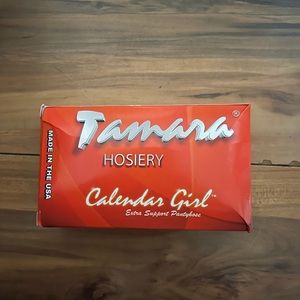 Tamara®
HOSIERY
MADE IN THE USA
Calendar Girl™
Extra Support Pantyhose